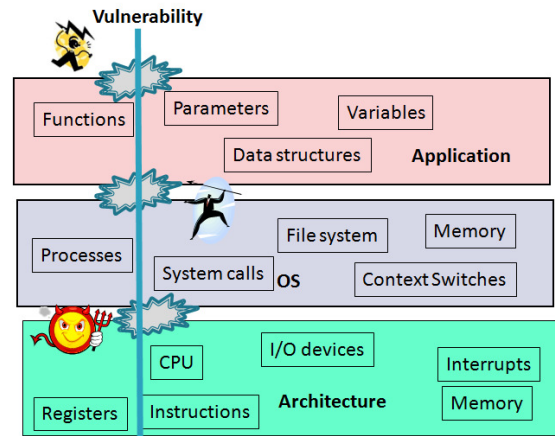 Vulnerability
Functions
Parameters
Variables
Data structures
Application
Processes
System calls
File system
Memory
OS
Context Switches
CPU
I/O devices
Interrupts
Registers
Instructions
Architecture
Memory